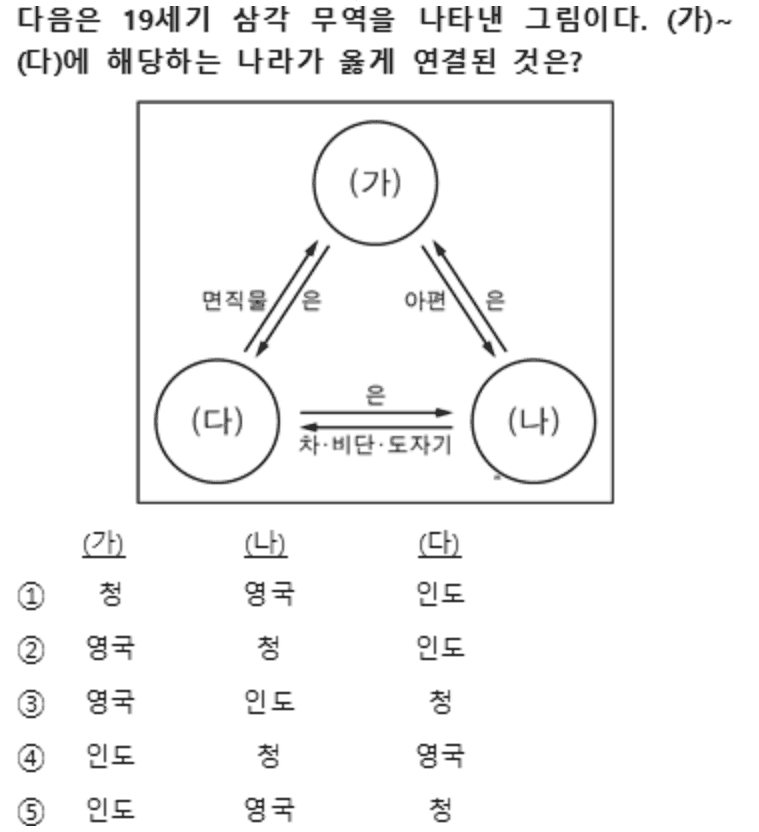 다음은 19세기 삼각 무역을 나타낸 그림이다. (가)~
(다)에 해당하는 나라가 옳게 연결된 것은?
(가)
면직물 은 아편 은
은
(다) (나)
차·비단·도자기
(가) (나) (다)
① 청 영국 인도
② 영국 청 인도
③ 영국 인도 청
④ 인도 청 영국
⑤ 인도 영국 청